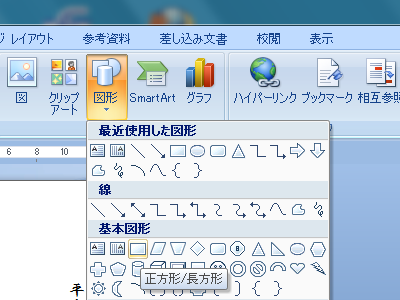 ジ レイアウト 参考資料 差し込み文書 校閲 表示
図 クリップアート 図形 SmartArt グラフ ハイパーリンク ブックマーク 相互参照
最近使用した図形
6 8 10
線
基本図形
正方形/長方形
平